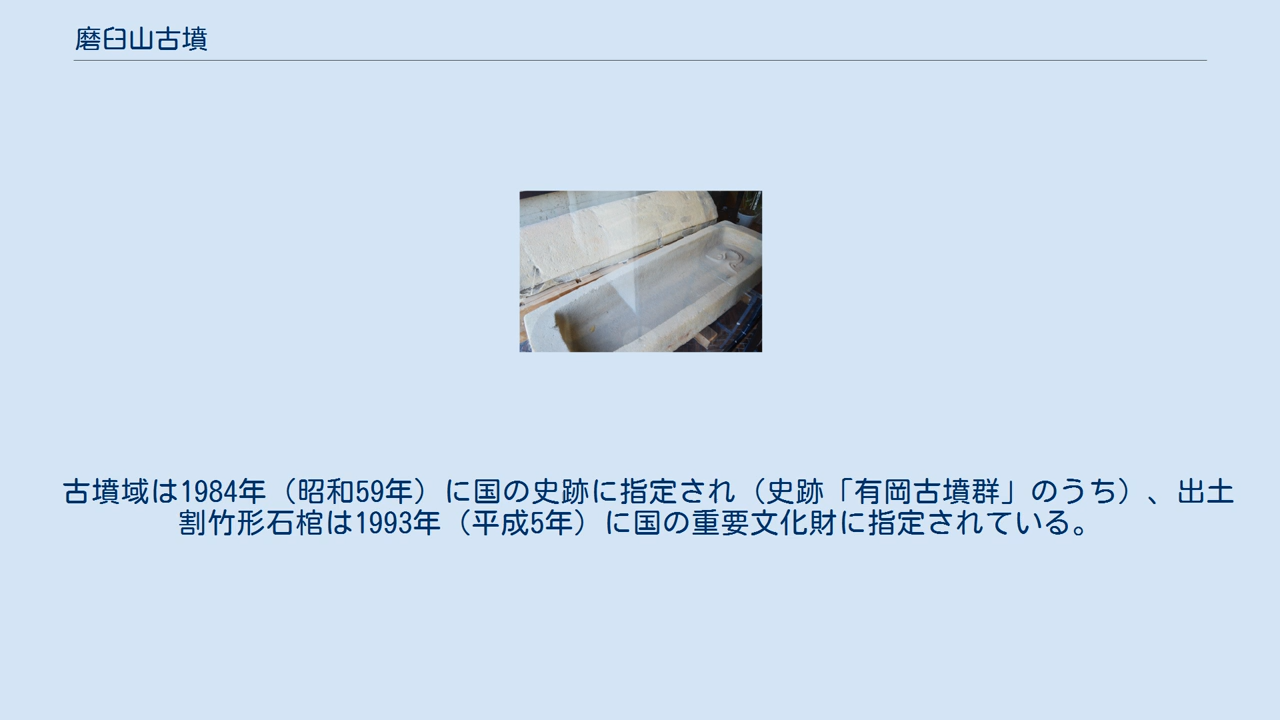 磨臼山古墳
古墳域は1984年（昭和59年）に国の史跡に指定され（史跡「有岡古墳群」のうち）、出土
割竹形石棺は1993年（平成5年）に国の重要文化財に指定されている。